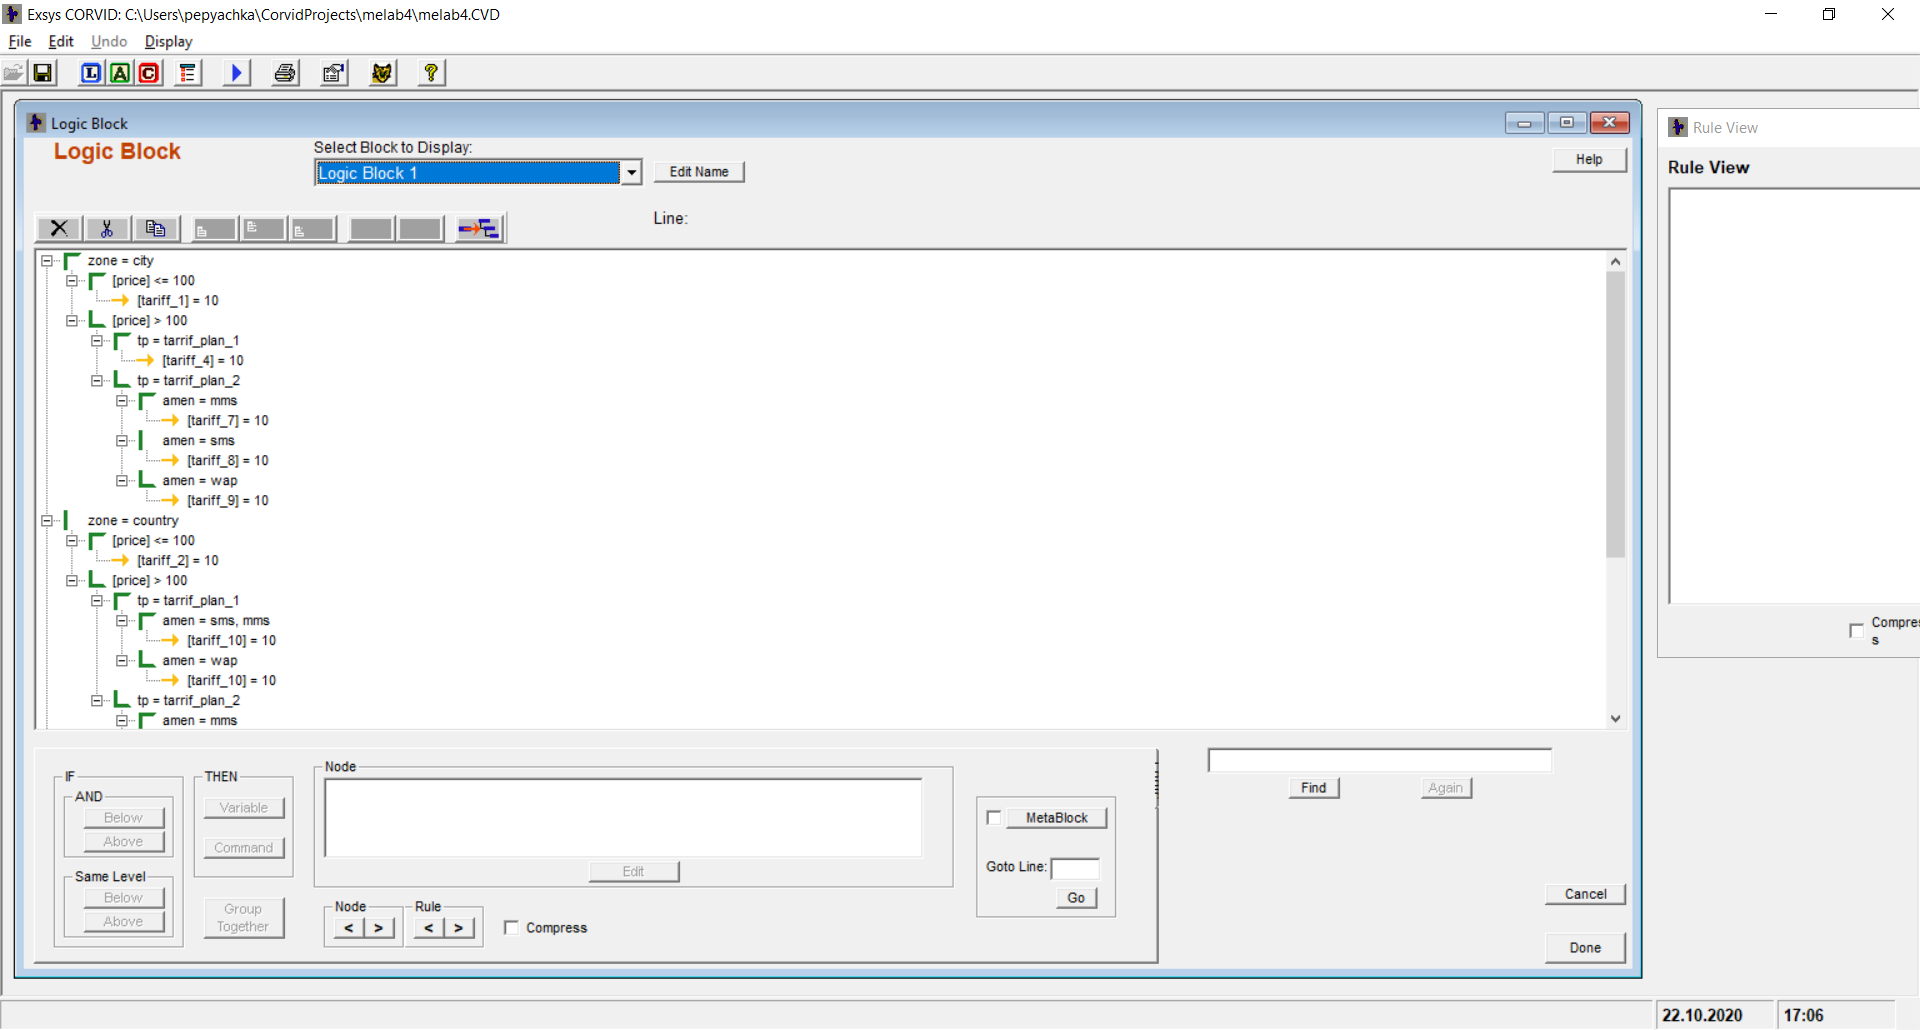 Exsys CORVID: C:\Users\pepyachka\CorvidProjects\melab4\melab4.CVD
File Edit Undo Display
L A C ?
Logic Block
Logic Block
Select Block to Display:
Logic Block 1
Edit Name
Help
Line:
zone = city
[price] <= 100
[tariff_1] = 10
[price] > 100
tp = tarrif_plan_1
[tariff_4] = 10
tp = tarrif_plan_2
amen = mms
[tariff_7] = 10
amen = sms
[tariff_8] = 10
amen = wap
[tariff_9] = 10
zone = country
[price] <= 100
[tariff_2] = 10
[price] > 100
tp = tarrif_plan_1
amen = sms, mms
[tariff_10] = 10
amen = wap
[tariff_10] = 10
tp = tarrif_plan_2
amen = mms
IF
AND
Below
Above
Same Level
Below
Above
THEN
Variable
Command
Group
Together
Node
Edit
Node
< >
Rule
< >
Compress
MetaBlock
Goto Line:
Go
Find
Again
Cancel
Done
Rule View
Rule View
Compres
s
22.10.2020
17:06